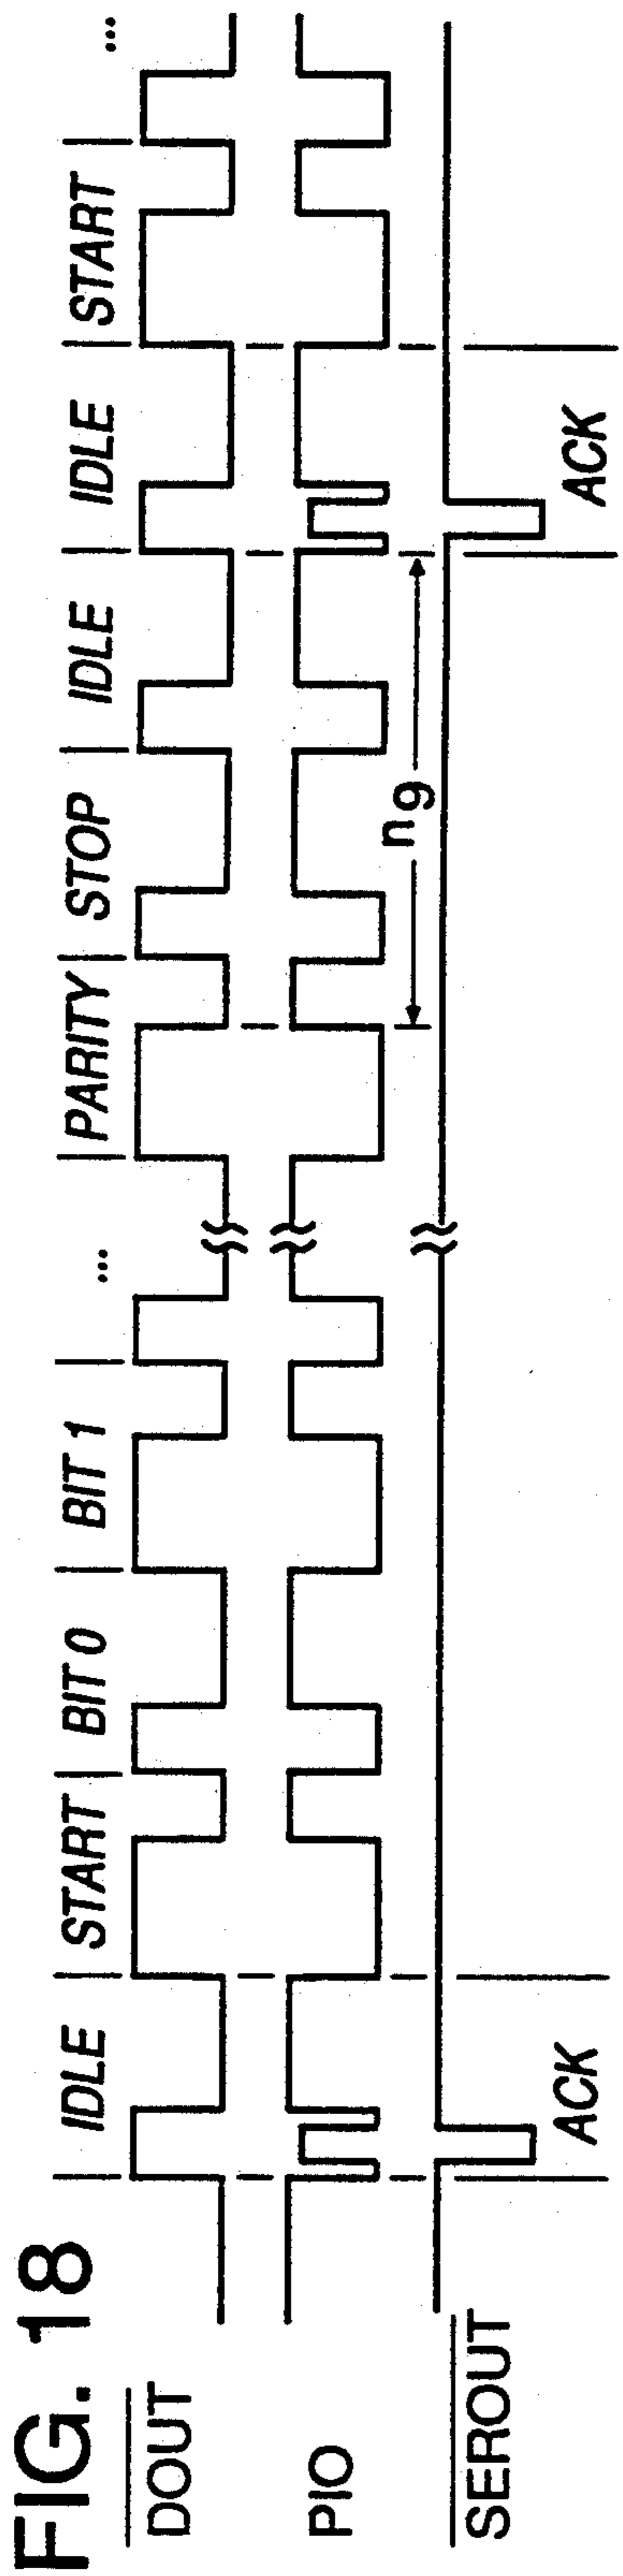 FIG. 18
IDLE | START | BIT 0 | BIT 1 | ... | PARITY | STOP | IDLE | IDLE | START | ...
DOUT
PIO
n9
SEROUT
ACK
ACK